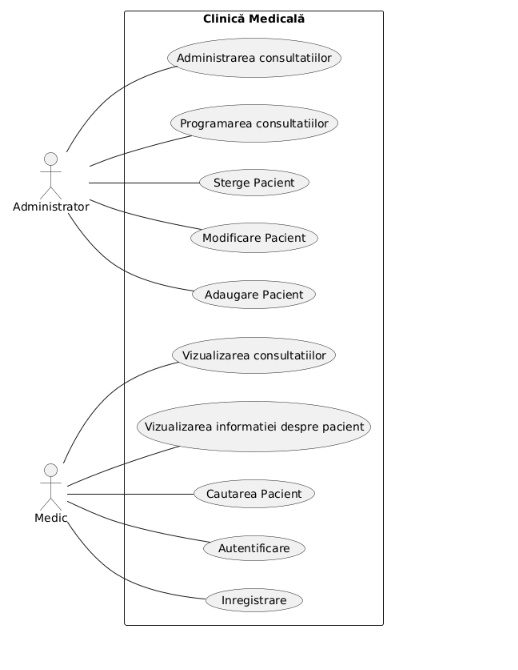 Clinică Medicală
Administrarea consultatiilor
Programarea consultatiilor
Sterge Pacient
Administrator
Modificare Pacient
Adaugare Pacient
Vizualizarea consultatiilor
Vizualizarea informatiei despre pacient
Cautarea Pacient
Medic
Autentificare
Inregistrare